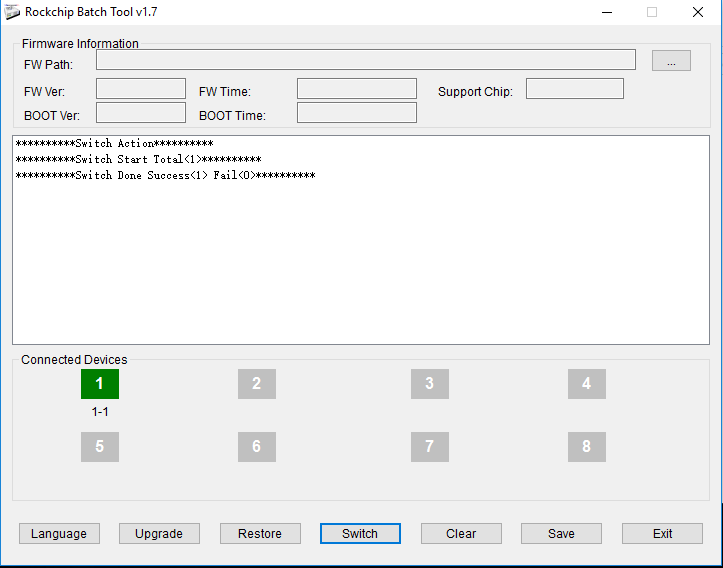 Rockchip Batch Tool v1.7
Firmware Information
FW Path: ...
FW Ver: FW Time: Support Chip:
BOOT Ver: BOOT Time:
**********Switch Action**********
**********Switch Start Total<1>**********
**********Switch Done Success<1> Fail<0>**********
Connected Devices
1 2 3 4
1-1
5 6 7 8
Language Upgrade Restore Switch Clear Save Exit